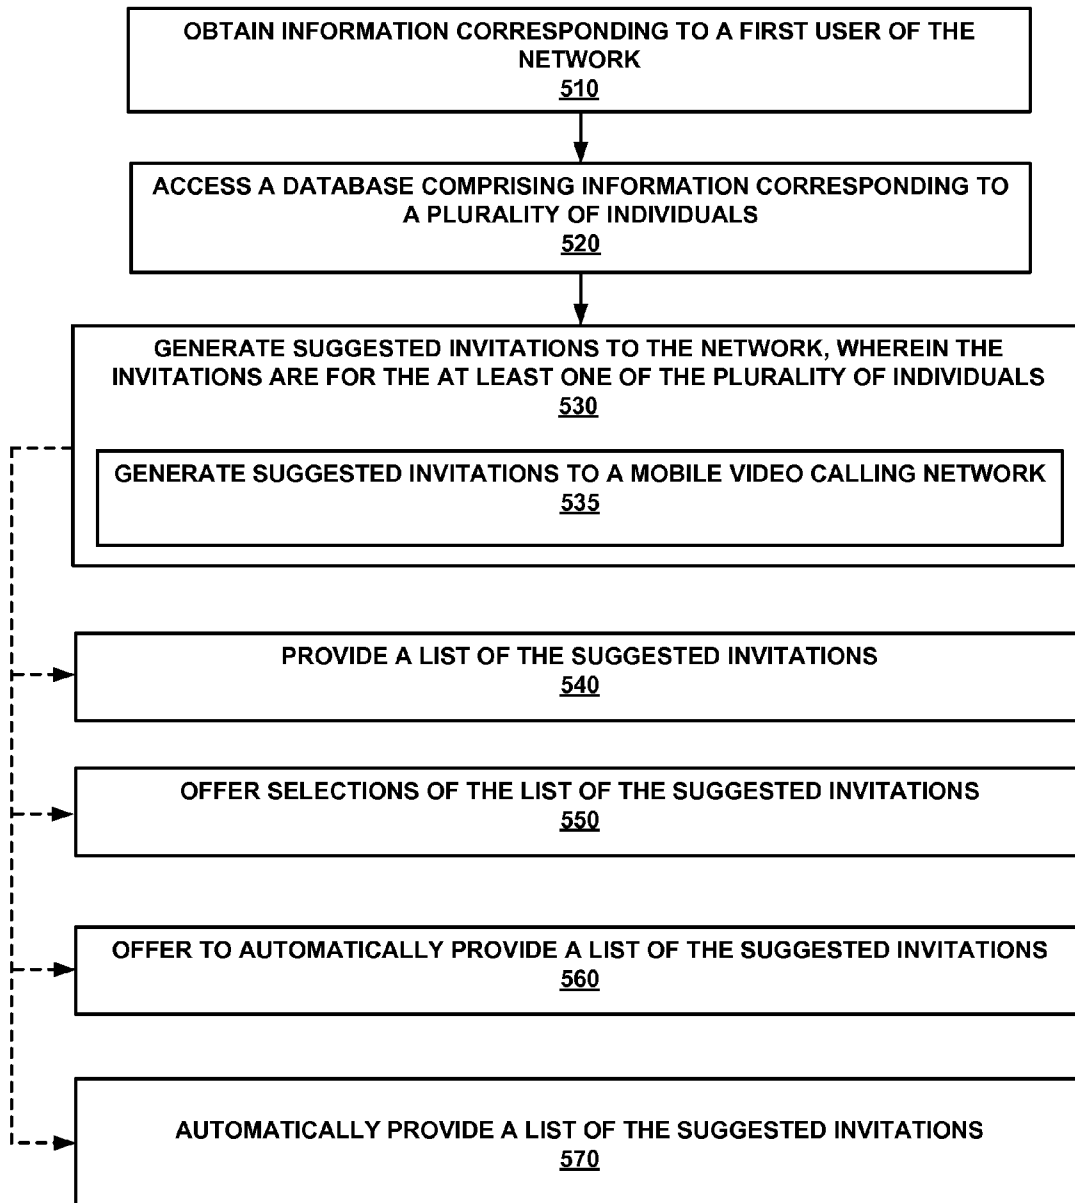 OBTAIN INFORMATION CORRESPONDING TO A FIRST USER OF THE
NETWORK
510
ACCESS A DATABASE COMPRISING INFORMATION CORRESPONDING TO
A PLURALITY OF INDIVIDUALS
520
GENERATE SUGGESTED INVITATIONS TO THE NETWORK, WHEREIN THE
INVITATIONS ARE FOR THE AT LEAST ONE OF THE PLURALITY OF INDIVIDUALS
530
GENERATE SUGGESTED INVITATIONS TO A MOBILE VIDEO CALLING NETWORK
535
PROVIDE A LIST OF THE SUGGESTED INVITATIONS
540
OFFER SELECTIONS OF THE LIST OF THE SUGGESTED INVITATIONS
550
OFFER TO AUTOMATICALLY PROVIDE A LIST OF THE SUGGESTED INVITATIONS
560
AUTOMATICALLY PROVIDE A LIST OF THE SUGGESTED INVITATIONS
570